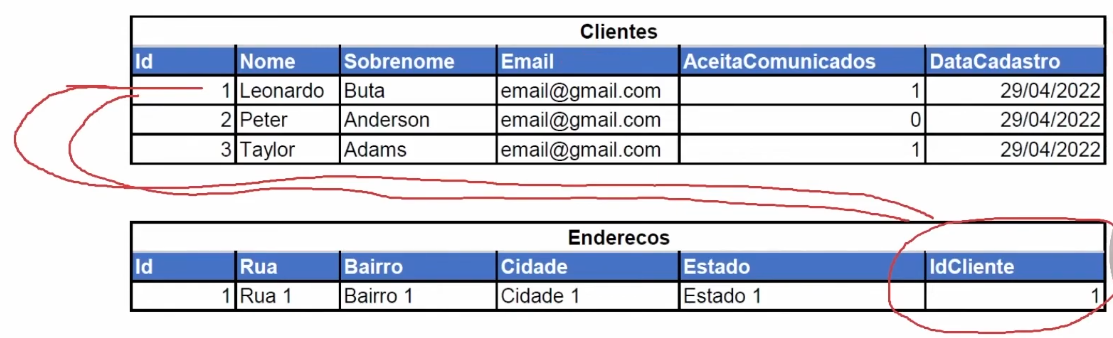 Clientes
Id Nome Sobrenome Email AceitaComunicados DataCadastro
1 Leonardo Buta email@gmail.com 1 29/04/2022
2 Peter Anderson email@gmail.com 0 29/04/2022
3 Taylor Adams email@gmail.com 1 29/04/2022
Enderecos
Id Rua Bairro Cidade Estado IdCliente
1 Rua 1 Bairro 1 Cidade 1 Estado 1 1